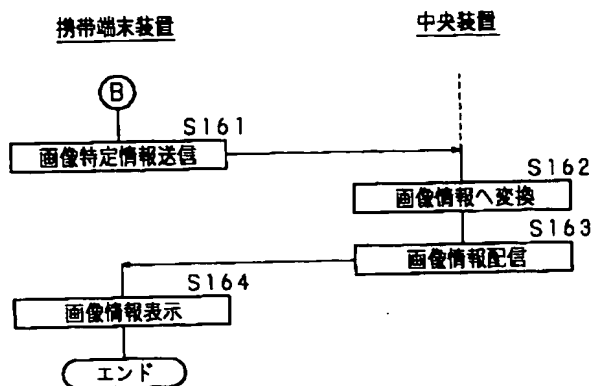 携帯端末装置
中央装置
B
S161
画像特定情報送信
S162
画像情報へ変換
S163
画像情報配信
S164
画像情報表示
エンド